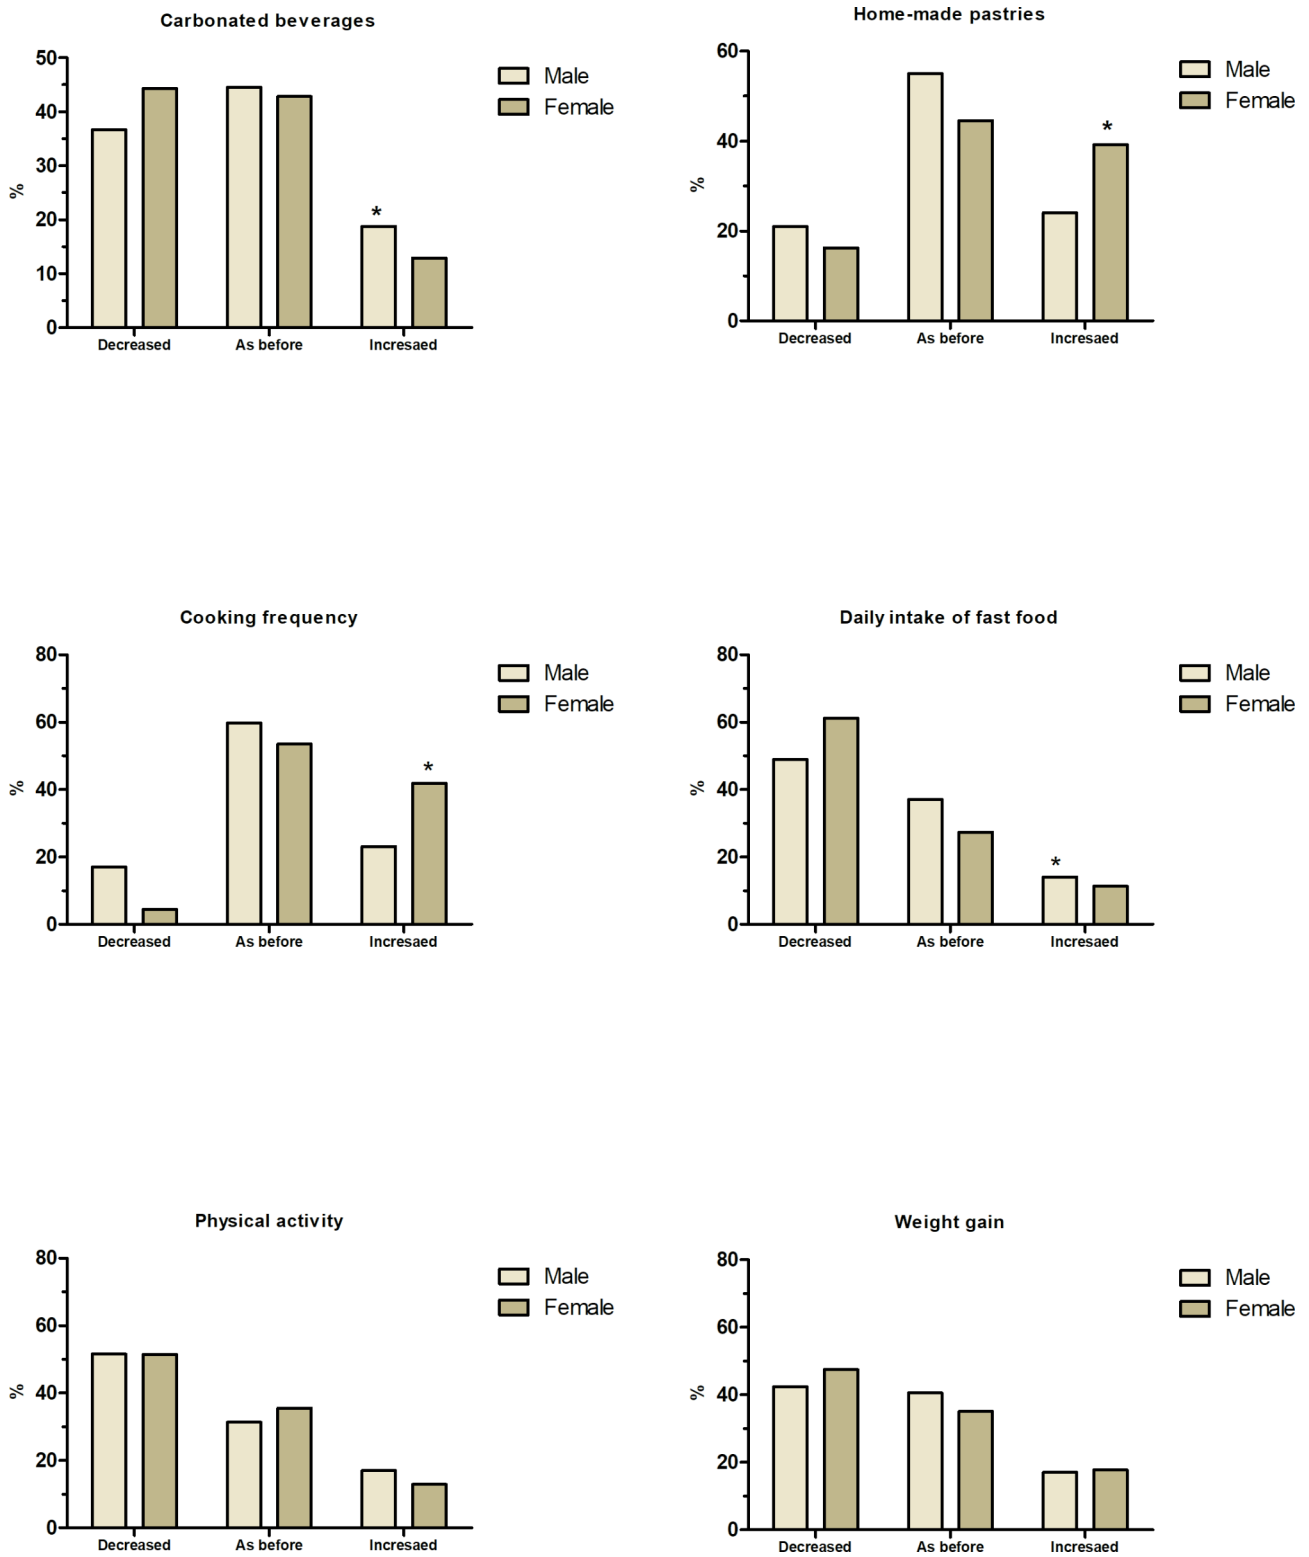 Carbonated beverages
50
40
30
20
10
0
%
*
Decreased As before Incresaed
Male
Female
Home-made pastries
60
40
20
0
%
*
Decreased As before Incresaed
Male
Female
Cooking frequency
80
60
40
20
0
%
*
Decreased As before Incresaed
Male
Female
Daily intake of fast food
80
60
40
20
0
%
*
Decreased As before Incresaed
Male
Female
Physical activity
80
60
40
20
0
%
Decreased As before Incresaed
Male
Female
Weight gain
80
60
40
20
0
%
Decreased As before Incresaed
Male
Female